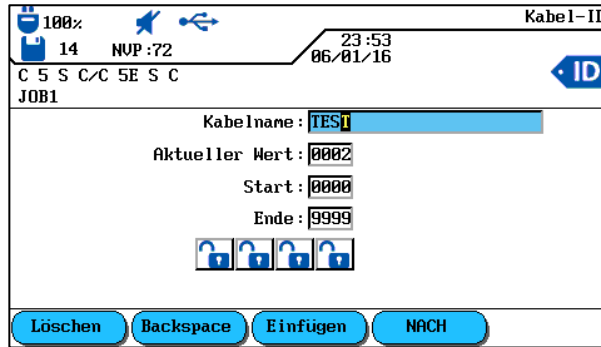 100% Kabel-II
14 NVP:72 23:53
06/01/16
C 5 S C/C 5E S C
JOB1
ID
Kabelname: TEST
Aktueller Wert: 0002
Start: 0000
Ende: 9999
Löschen Backspace Einfügen NACH